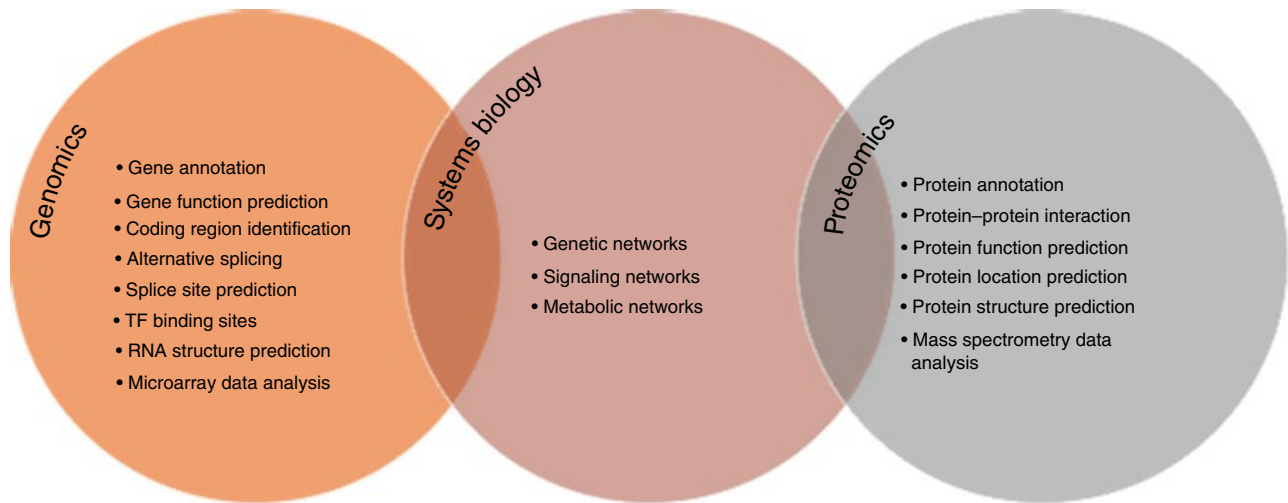 Genomics
• Gene annotation
• Gene function prediction
• Coding region identification
• Alternative splicing
• Splice site prediction
• TF binding sites
• RNA structure prediction
• Microarray data analysis
Systems biology
• Genetic networks
• Signaling networks
• Metabolic networks
Proteomics
• Protein annotation
• Protein–protein interaction
• Protein function prediction
• Protein location prediction
• Protein structure prediction
• Mass spectrometry data
analysis